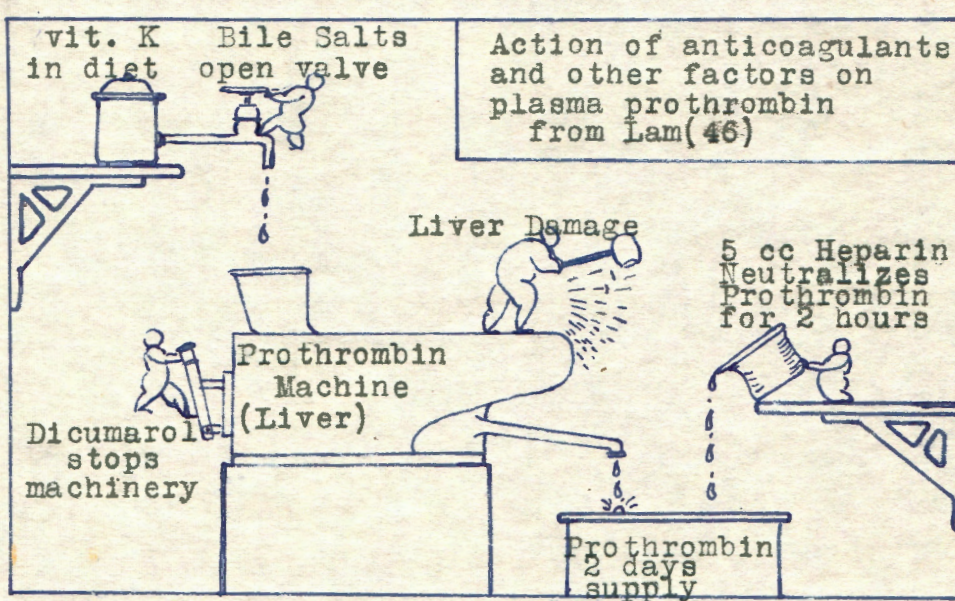 vit. K
in diet
Bile Salts
open valve
Action of anticoagulants
and other factors on
plasma prothrombin
from Lam(46)
Liver Damage
5 cc Heparin
Neutralizes
Prothrombin
for 2 hours
Prothrombin
Machine
(Liver)
Dicumarol
stops
machinery
Prothrombin
2 days
supply